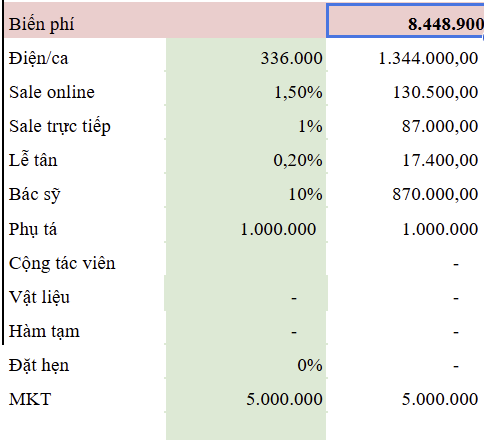 Biến phí 8.448.900
Điện/ca 336.000 1.344.000,00
Sale online 1,50% 130.500,00
Sale trực tiếp 1% 87.000,00
Lễ tân 0,20% 17.400,00
Bác sỹ 10% 870.000,00
Phụ tá 1.000.000 1.000.000
Cộng tác viên -
Vật liệu - -
Hàm tạm - -
Đặt hẹn 0% -
MKT 5.000.000 5.000.000